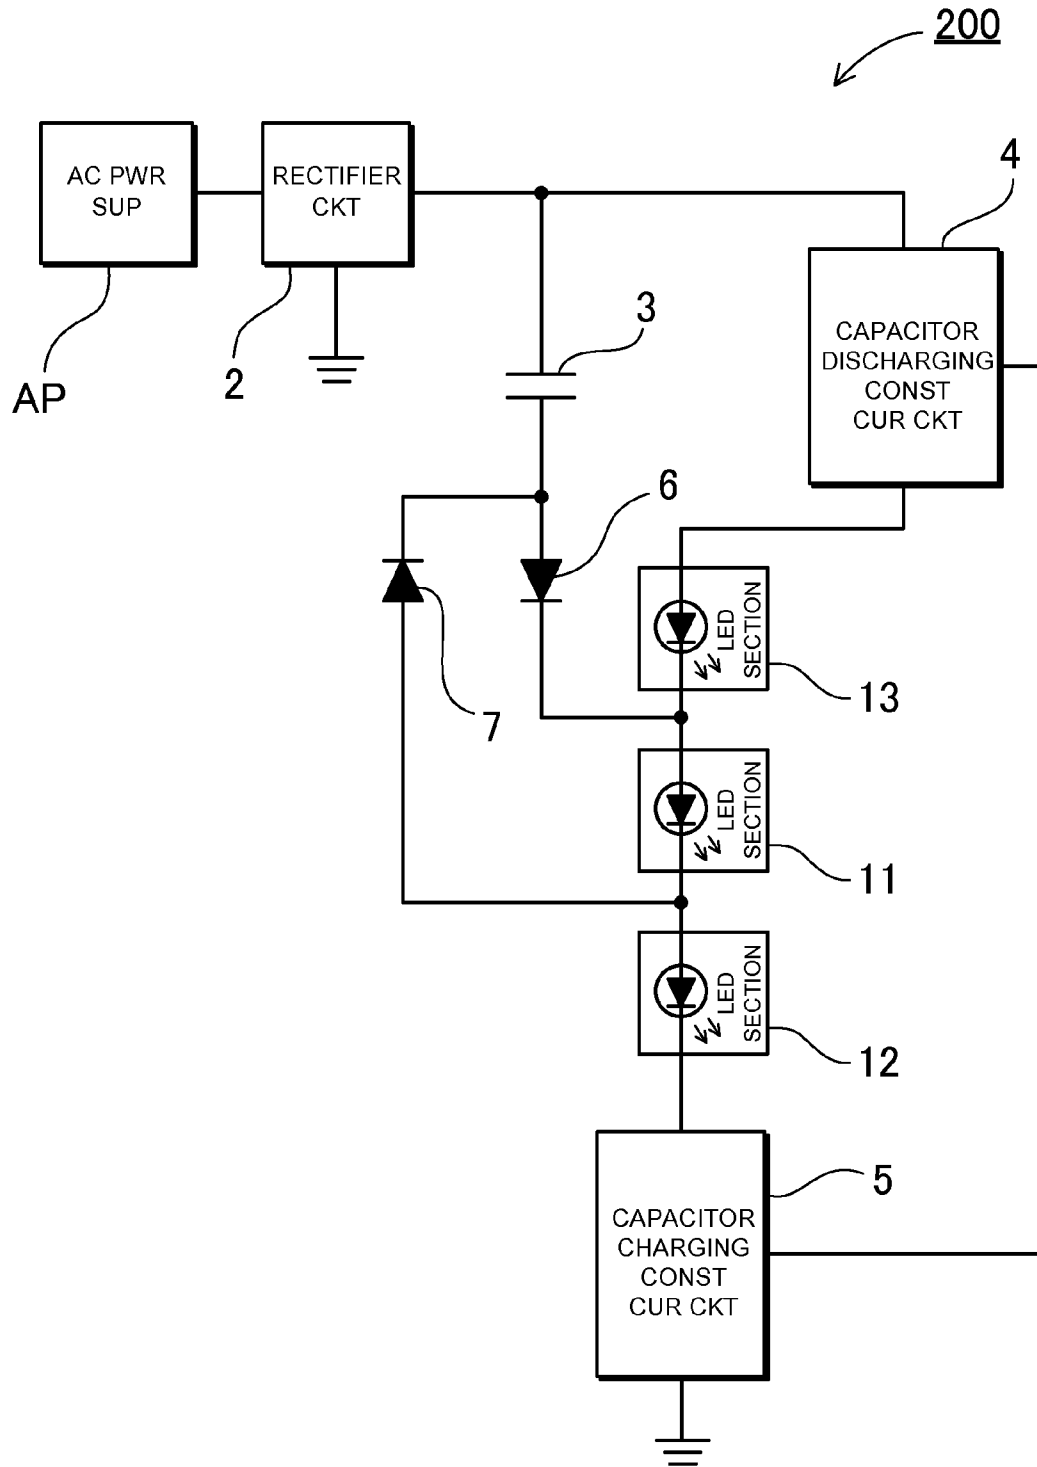 200
AC PWR
SUP
RECTIFIER
CKT
4
CAPACITOR
DISCHARGING
CONST
CUR CKT
3
2
AP
6
LED
SECTION
13
7
LED
SECTION
11
LED
SECTION
12
5
CAPACITOR
CHARGING
CONST
CUR CKT